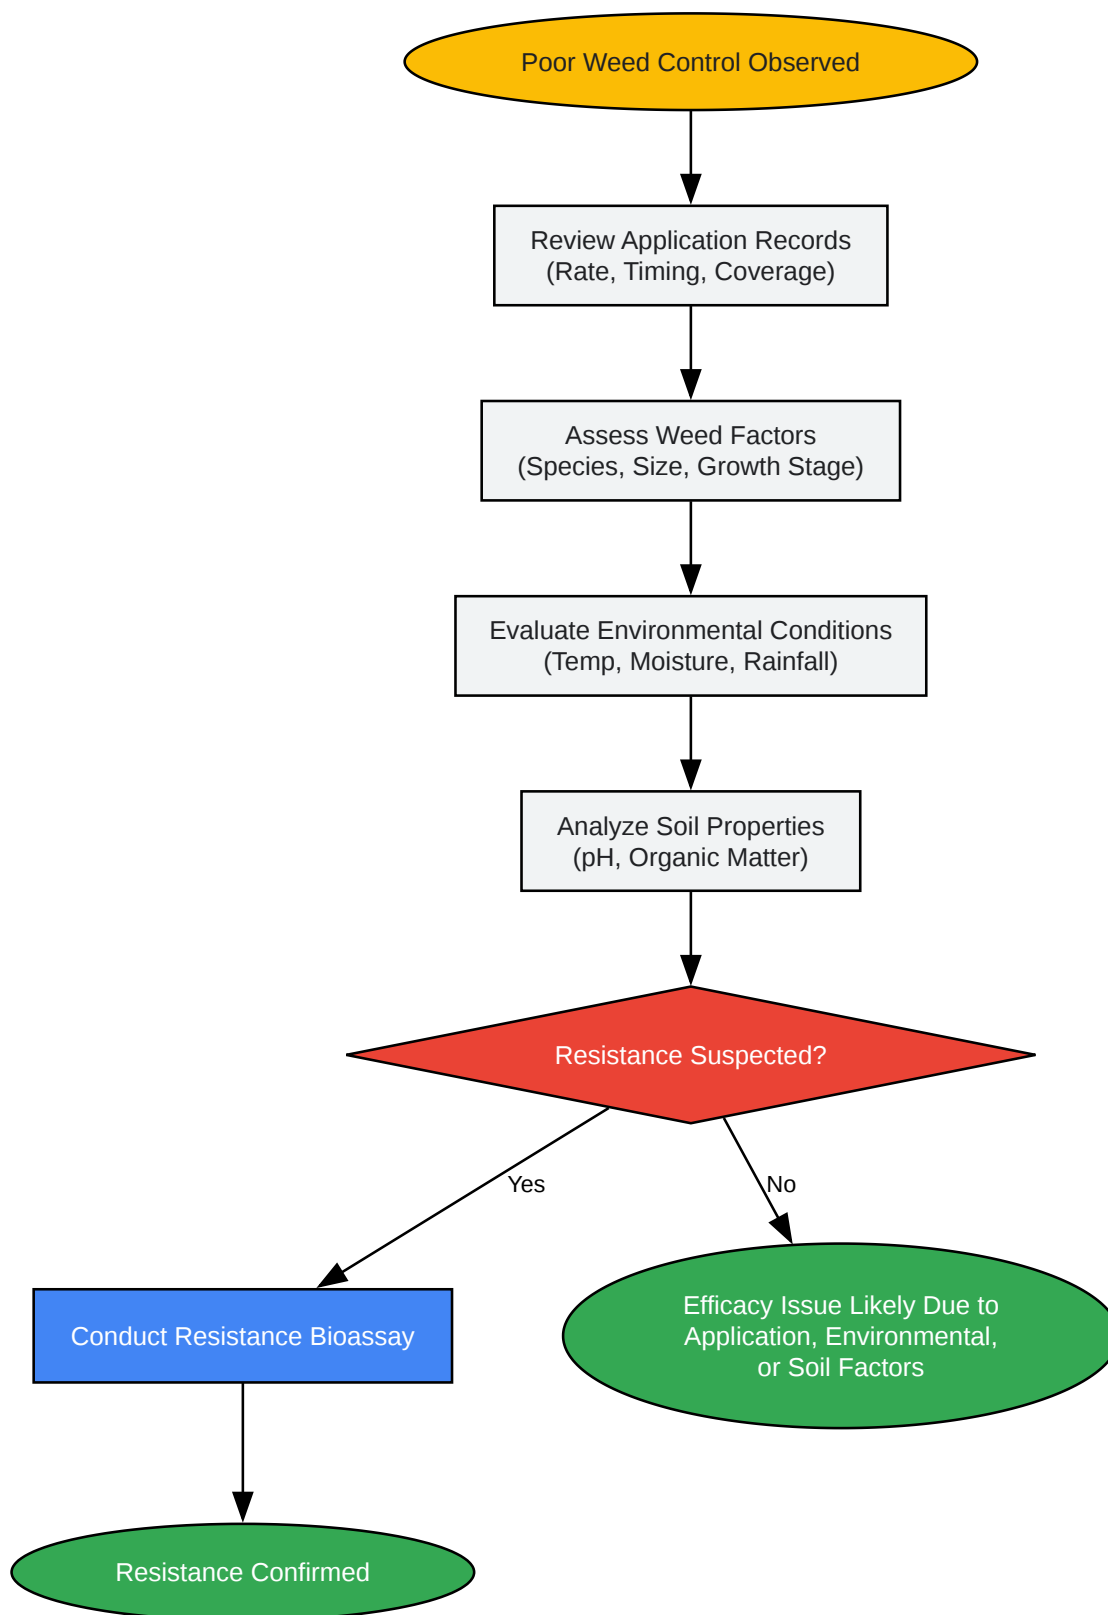 Poor Weed Control Observed
Review Application Records
(Rate, Timing, Coverage)
Assess Weed Factors
(Species, Size, Growth Stage)
Evaluate Environmental Conditions
(Temp, Moisture, Rainfall)
Analyze Soil Properties
(pH, Organic Matter)
Resistance Suspected?
Yes
No
Efficacy Issue Likely Due to
Application, Environmental,
or Soil Factors
Conduct Resistance Bioassay
Resistance Confirmed